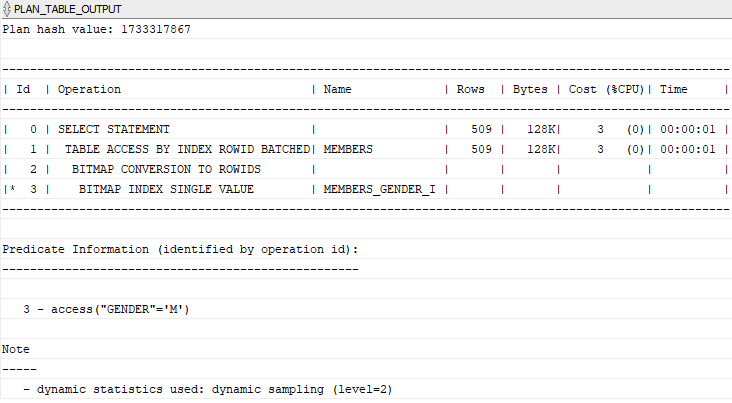 PLAN_TABLE_OUTPUT
Plan hash value: 1733317867
--------------------------------------------------------------------------------------------------------
| Id  | Operation                           | Name             | Rows  | Bytes | Cost (%CPU)| Time     |
--------------------------------------------------------------------------------------------------------
|   0 | SELECT STATEMENT                    |                  |   509 |   128K|     3   (0)| 00:00:01 |
|   1 |  TABLE ACCESS BY INDEX ROWID BATCHED| MEMBERS          |   509 |   128K|     3   (0)| 00:00:01 |
|   2 |   BITMAP CONVERSION TO ROWIDS       |                  |       |       |            |          |
|*  3 |    BITMAP INDEX SINGLE VALUE        | MEMBERS_GENDER_I |       |       |            |          |
--------------------------------------------------------------------------------------------------------
Predicate Information (identified by operation id):
---------------------------------------------------
   3 - access("GENDER"='M')
Note
-----
   - dynamic statistics used: dynamic sampling (level=2)